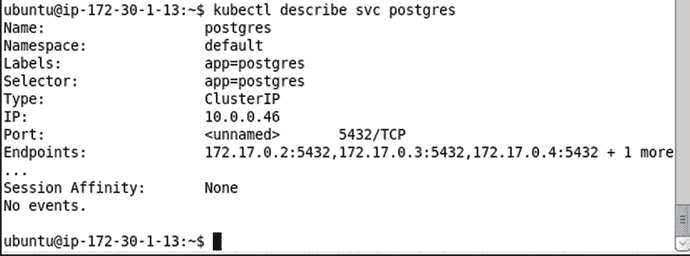 ubuntu@ip-172-30-1-13:~$ kubectl describe svc postgres
Name: postgres
Namespace: default
Labels: app=postgres
Selector: app=postgres
Type: ClusterIP
IP: 10.0.0.46
Port: <unnamed> 5432/TCP
Endpoints: 172.17.0.2:5432,172.17.0.3:5432,172.17.0.4:5432 + 1 more
...
Session Affinity: None
No events.
ubuntu@ip-172-30-1-13:~$